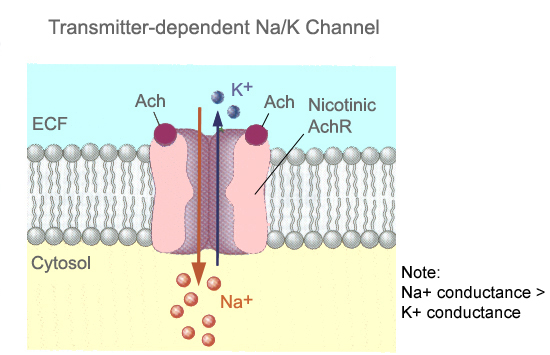 Transmitter-dependent Na/K Channel
K+
Ach
Ach
Nicotinic
AchR
ECF
Cytosol
Na+
Note:
Na+ conductance >
K+ conductance